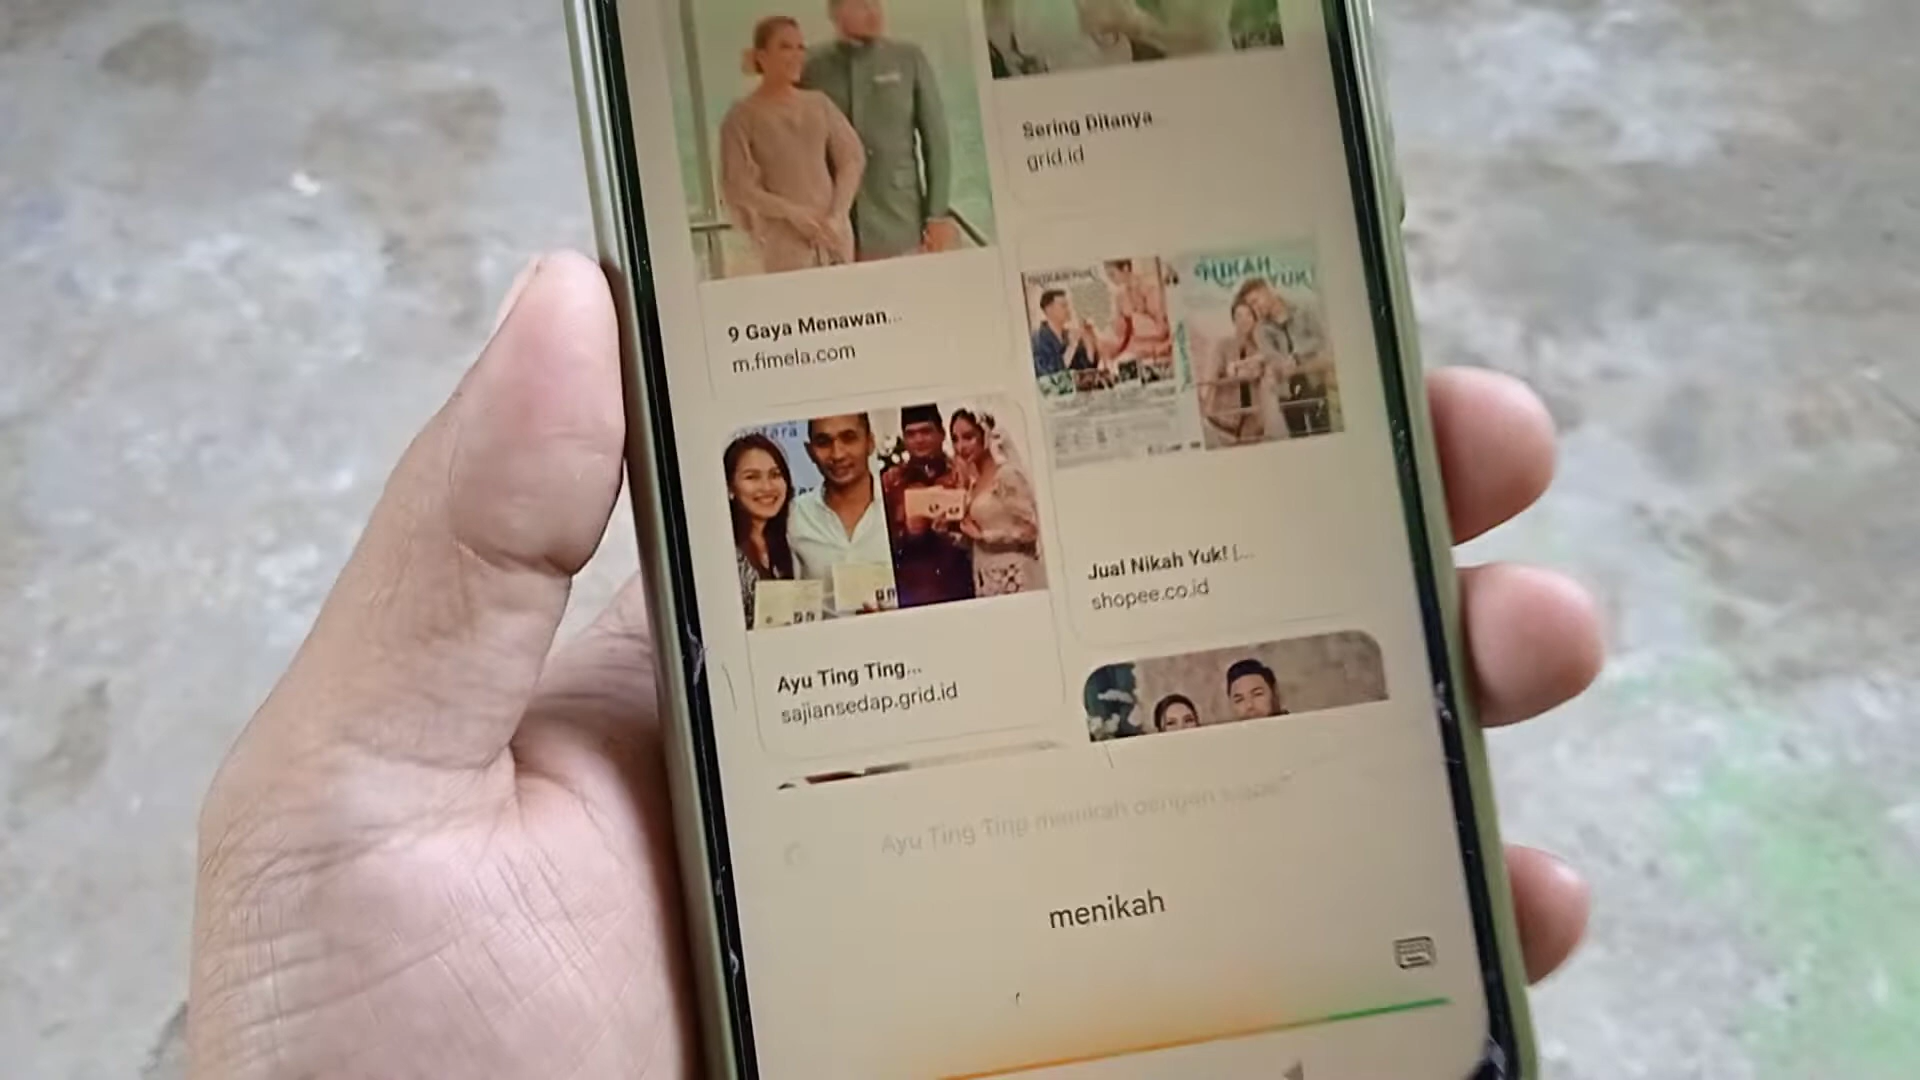 Sering Ditanya
grid.id
9 Gaya Menawan...
m.fimela.com
NIKAH
YUK!
Jual Nikah Yuk! [...
shopee.co.id
Ayu Ting Ting...
sajiansedap.grid.id
Ayu Ting Ting menikah dengan
menikah